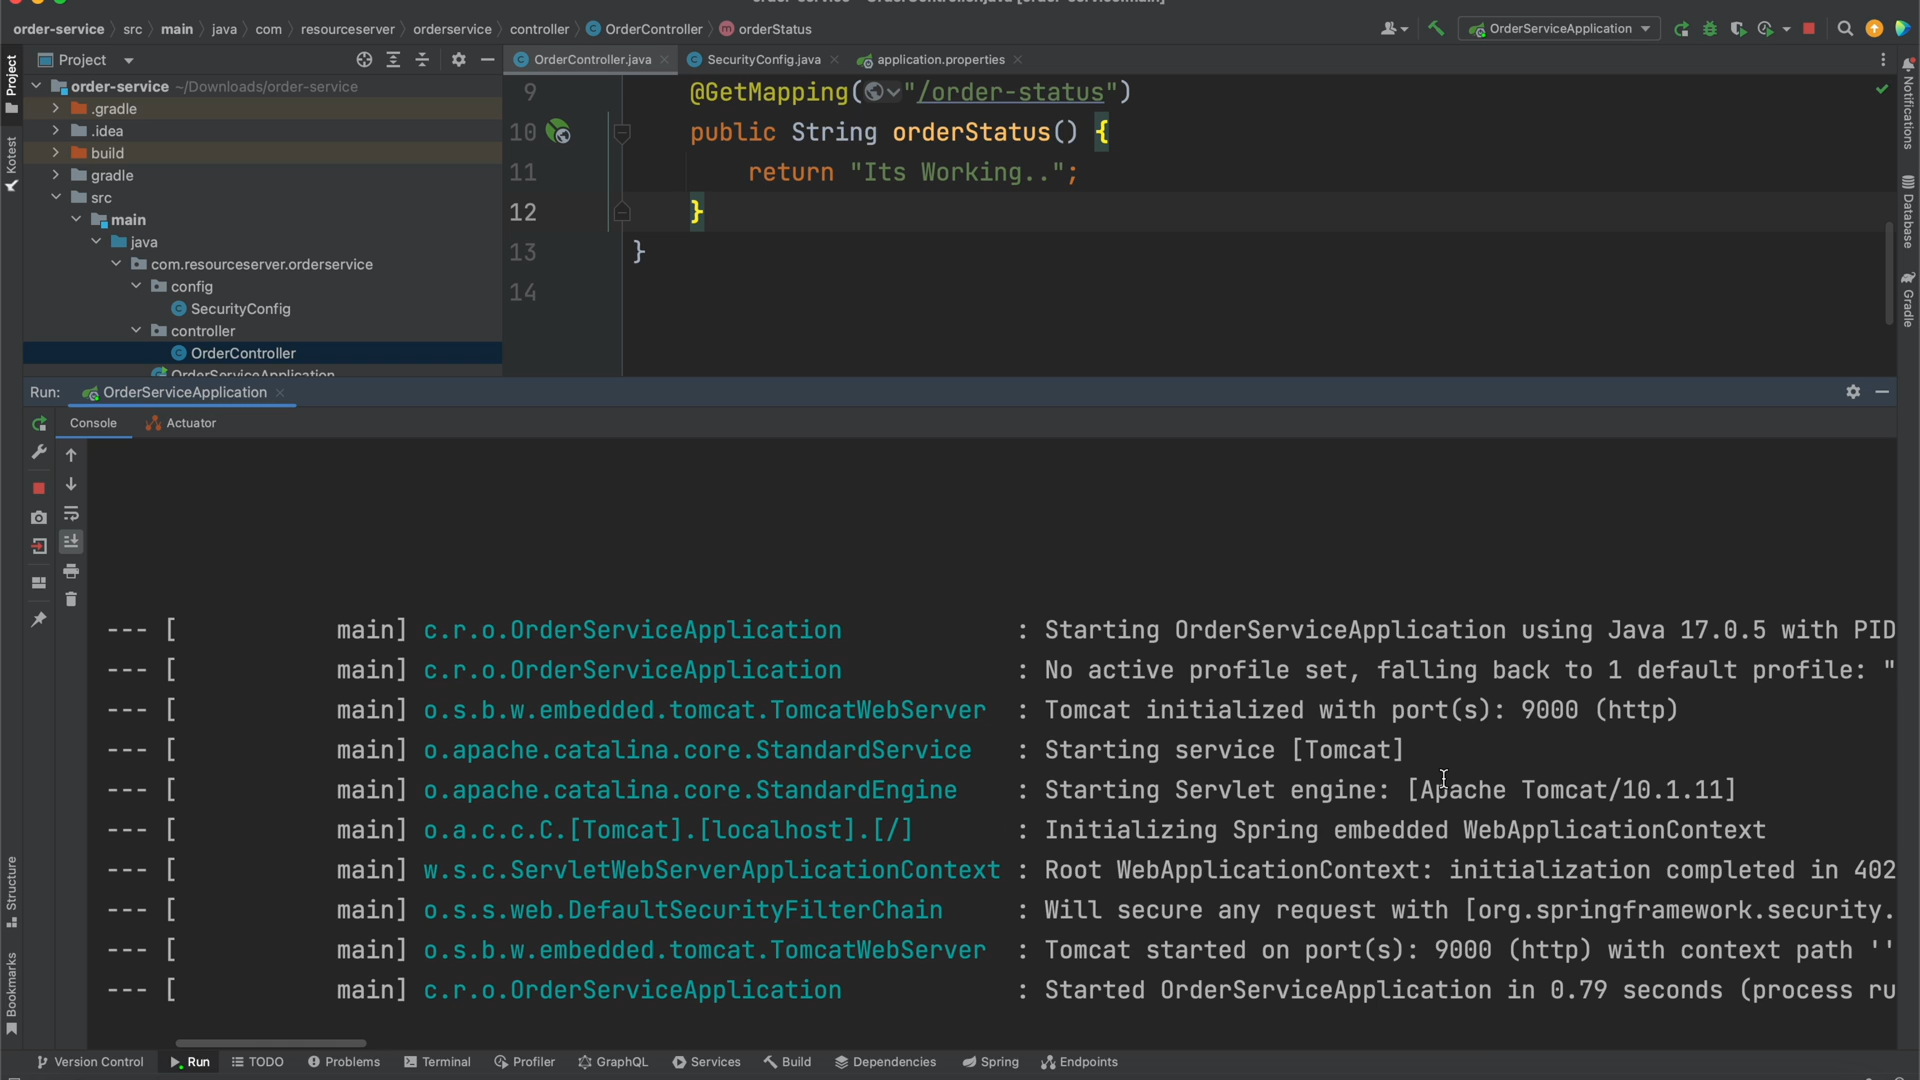 order-service src main java com resourceserver orderservice controller OrderController orderStatus OrderServiceApplication
Project
OrderController.java SecurityConfig.java application.properties
order-service ~/Downloads/order-service
.gradle
.idea
build
gradle
src
main
java
com.resourceserver.orderservice
config
SecurityConfig
controller
OrderController
OrderServiceApplication
9 @GetMapping("/order-status")
10 public String orderStatus() {
11 return "Its Working..";
12 }
13 }
14
Project
Kotest
Notifications
Database
Gradle
Run: OrderServiceApplication
Console Actuator
--- [ main] c.r.o.OrderServiceApplication : Starting OrderServiceApplication using Java 17.0.5 with PID
--- [ main] c.r.o.OrderServiceApplication : No active profile set, falling back to 1 default profile: "
--- [ main] o.s.b.w.embedded.tomcat.TomcatWebServer : Tomcat initialized with port(s): 9000 (http)
--- [ main] o.apache.catalina.core.StandardService : Starting service [Tomcat]
--- [ main] o.apache.catalina.core.StandardEngine : Starting Servlet engine: [Apache Tomcat/10.1.11]
--- [ main] o.a.c.c.C.[Tomcat].[localhost].[/] : Initializing Spring embedded WebApplicationContext
--- [ main] w.s.c.ServletWebServerApplicationContext : Root WebApplicationContext: initialization completed in 402
--- [ main] o.s.s.web.DefaultSecurityFilterChain : Will secure any request with [org.springframework.security.
--- [ main] o.s.b.w.embedded.tomcat.TomcatWebServer : Tomcat started on port(s): 9000 (http) with context path ''
--- [ main] c.r.o.OrderServiceApplication : Started OrderServiceApplication in 0.79 seconds (process ru
Structure
Bookmarks
Version Control Run TODO Problems Terminal Profiler GraphQL Services Build Dependencies Spring Endpoints